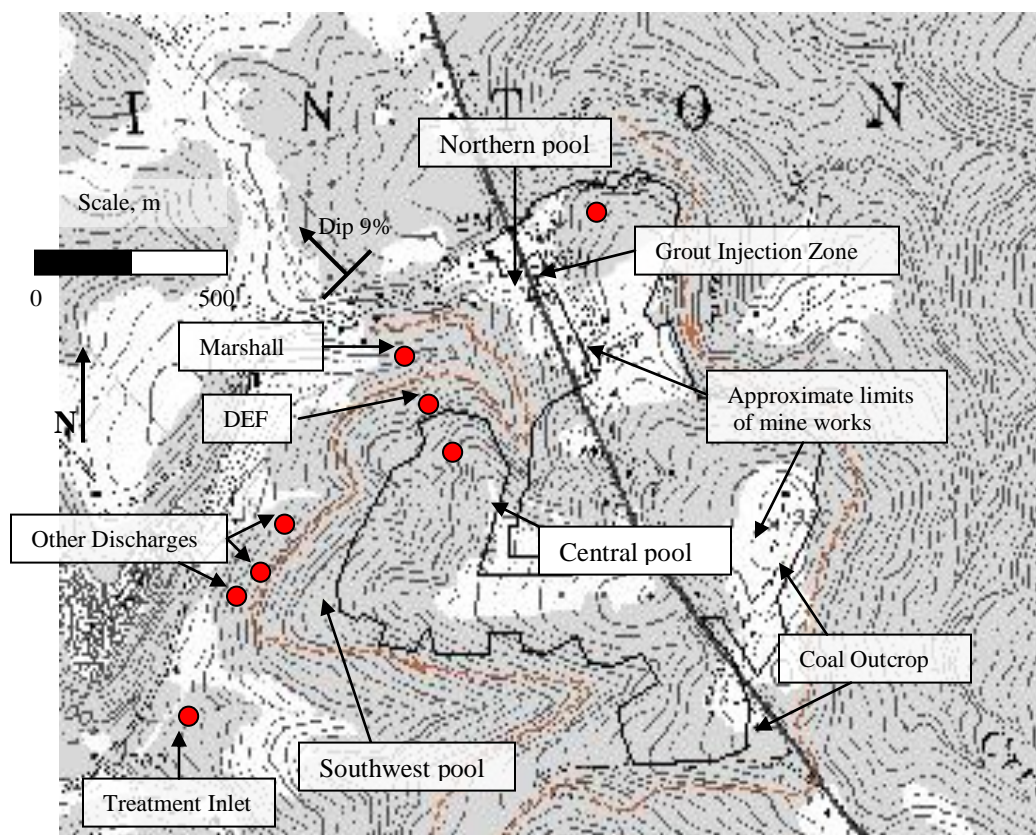 I N T O N
Northern pool
Scale, m
Dip 9%
Grout Injection Zone
0 500
Marshall
Approximate limits
of mine works
N
DEF
Other Discharges
Central pool
Coal Outcrop
Southwest pool
Treatment Inlet